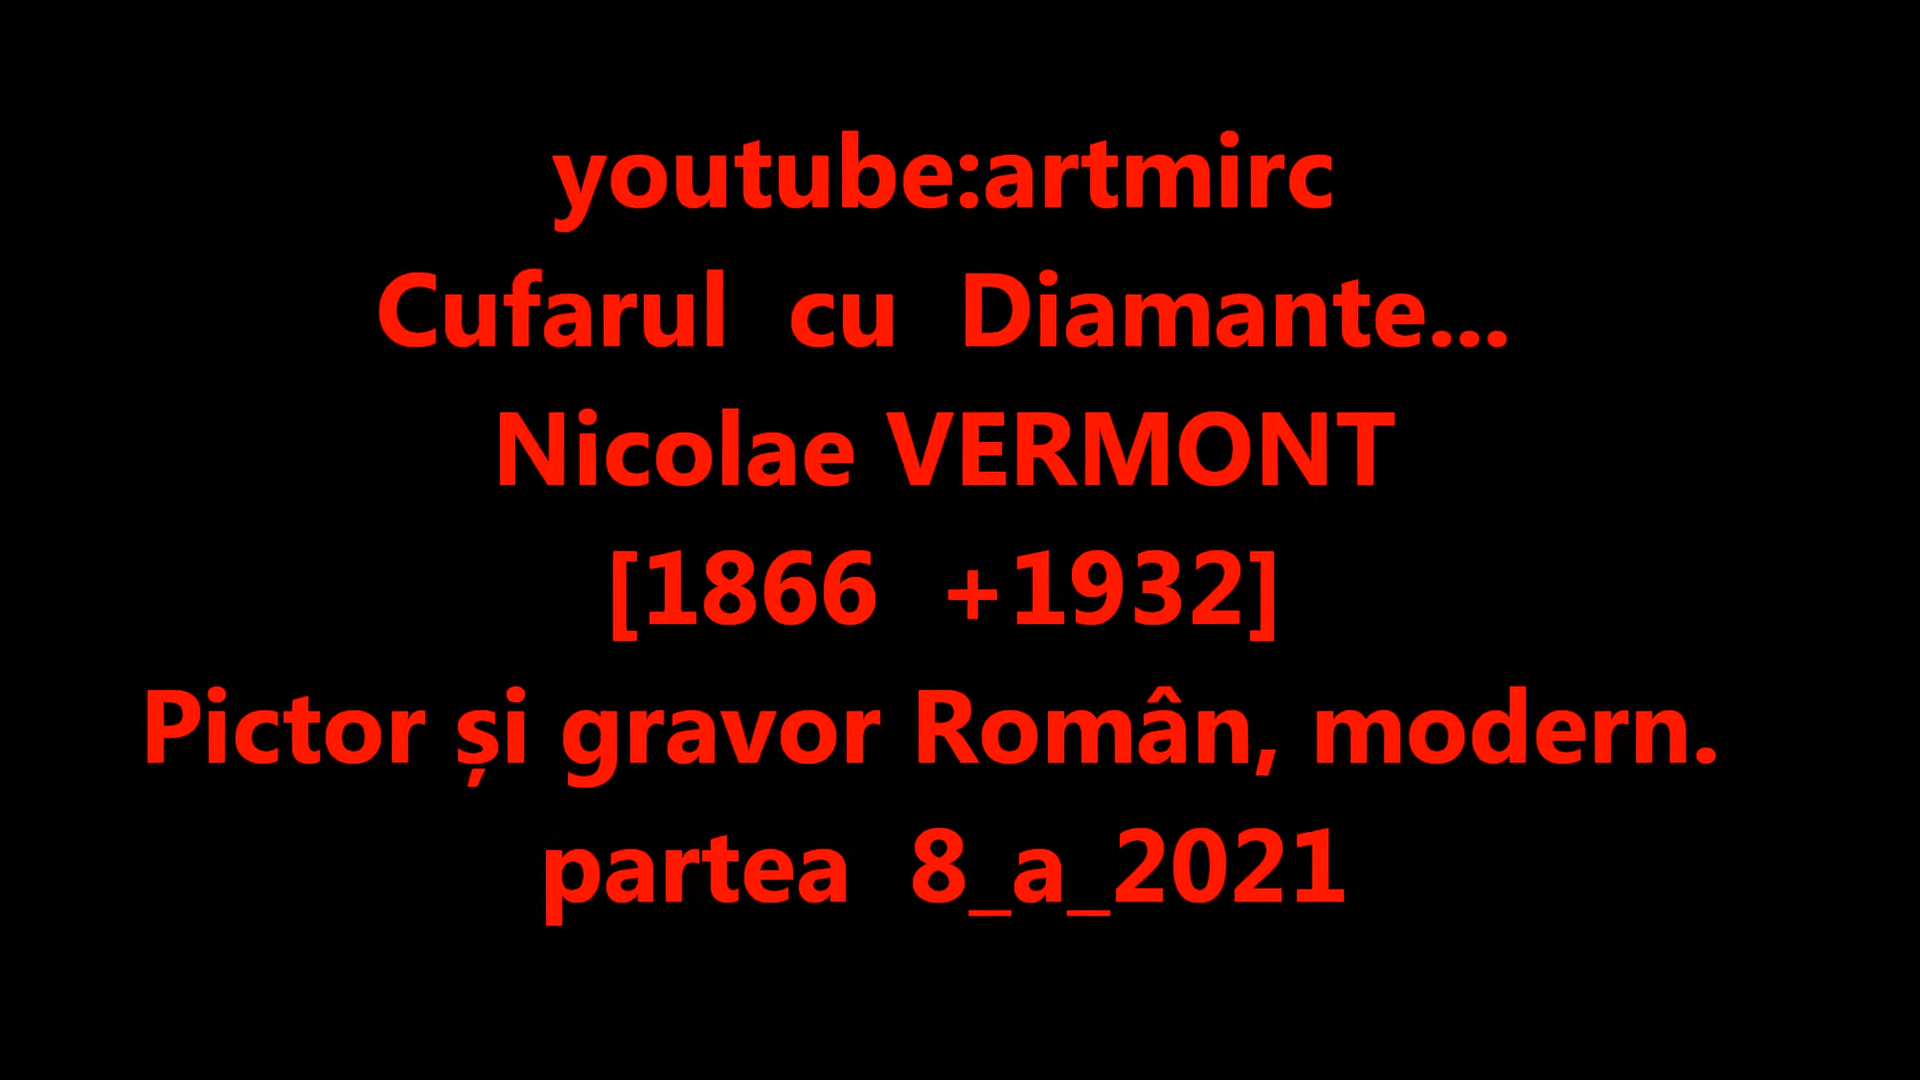 youtube:artmirc
Cufarul cu Diamante...
Nicolae VERMONT
[1866 +1932]
Pictor și gravor Român, modern.
partea 8_a_2021